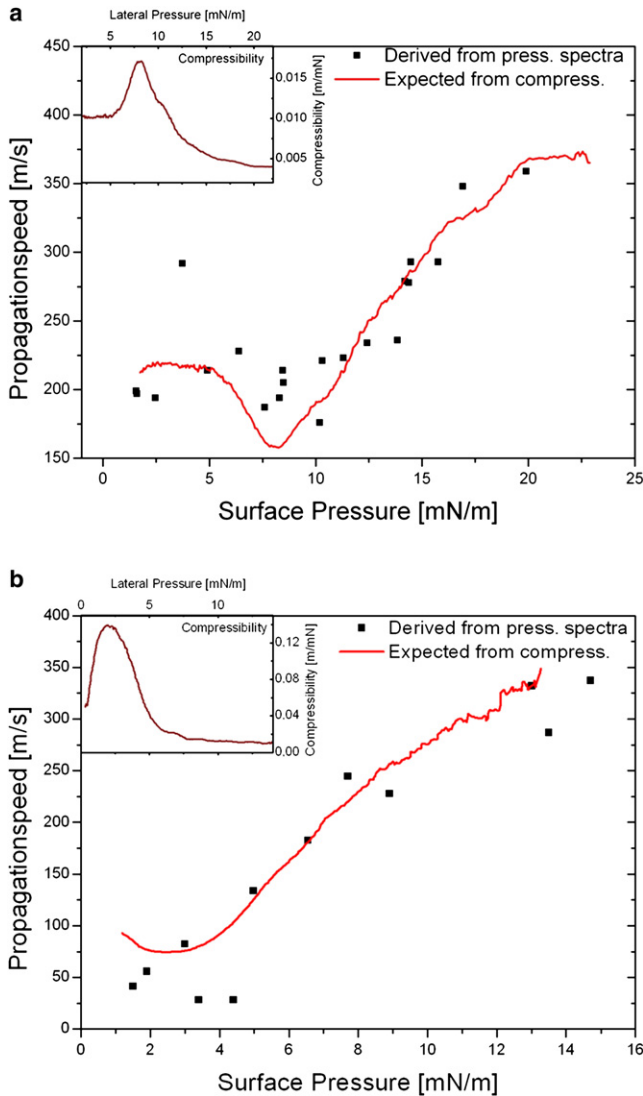 a
Lateral Pressure [mN/m]
5 10 15 20
Compressibility
0.015
0.010
0.005
Compressibility [m/mN]
Derived from press. spectra
Expected from compress.
450
400
350
300
250
200
150
Propagationspeed [m/s]
0 5 10 15 20 25
Surface Pressure [mN/m]
b
Lateral Pressure [mN/m]
0 5 10
Compressibility
0.12
0.08
0.04
0.00
Compressibility [m/mN]
Derived from press. spectra
Expected from compress.
400
350
300
250
200
150
100
50
0
Propagationspeed [m/s]
2 4 6 8 10 12 14 16
Surface Pressure [mN/m]